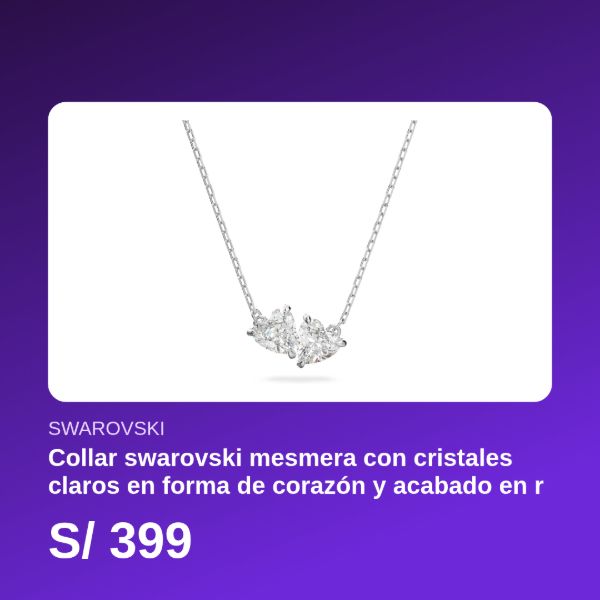 SWAROVSKI
Collar swarovski mesmera con cristales
claros en forma de corazón y acabado en r
S/ 399